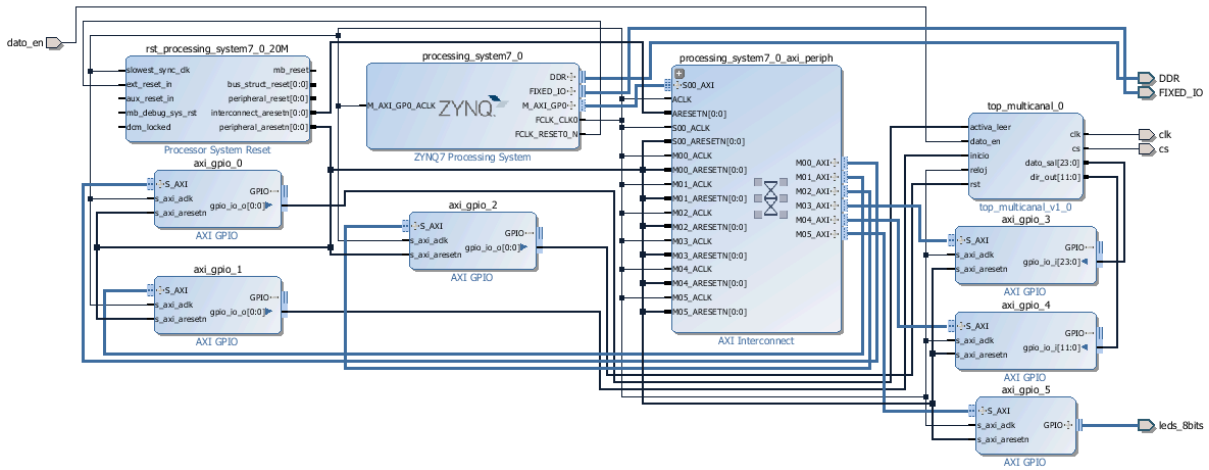 dato_en
rst_processing_system7_0_20M
slowest_sync_clk
ext_reset_in
aux_reset_in
mb_debug_sys_rst
dcm_locked
mb_reset
bus_struct_reset[0:0]
peripheral_reset[0:0]
interconnect_aresetn[0:0]
peripheral_aresetn[0:0]
Processor System Reset
processing_system7_0
M_AXI_GP0_ACLK
ZYNQ
DDR
FIXED_IO
M_AXI_GP0
FCLK_CLK0
FCLK_RESET0_N
ZYNQ7 Processing System
processing_system7_0_axi_periph
S00_AXI
ACLK
ARESETN[0:0]
S00_ACLK
S00_ARESETN[0:0]
M00_ACLK
M00_ARESETN[0:0]
M01_ACLK
M01_ARESETN[0:0]
M02_ACLK
M02_ARESETN[0:0]
M03_ACLK
M03_ARESETN[0:0]
M04_ACLK
M04_ARESETN[0:0]
M05_ACLK
M05_ARESETN[0:0]
M00_AXI
M01_AXI
M02_AXI
M03_AXI
M04_AXI
M05_AXI
AXI Interconnect
DDR
FIXED_IO
top_multicanal_0
activa_leer
dato_en
inicio
reloj
rst
clk
cs
dato_sal[23:0]
dir_out[11:0]
top_multicanal_v1_0
clk
cs
axi_gpio_0
S_AXI
s_axi_aclk
s_axi_aresetn
GPIO
gpio_io_o[0:0]
AXI GPIO
axi_gpio_2
S_AXI
s_axi_aclk
s_axi_aresetn
GPIO
gpio_io_o[0:0]
AXI GPIO
axi_gpio_1
S_AXI
s_axi_aclk
s_axi_aresetn
GPIO
gpio_io_o[0:0]
AXI GPIO
axi_gpio_3
S_AXI
s_axi_aclk
s_axi_aresetn
GPIO
gpio_io_i[23:0]
AXI GPIO
axi_gpio_4
S_AXI
s_axi_aclk
s_axi_aresetn
GPIO
gpio_io_i[11:0]
AXI GPIO
axi_gpio_5
S_AXI
s_axi_aclk
s_axi_aresetn
GPIO
AXI GPIO
leds_8bits